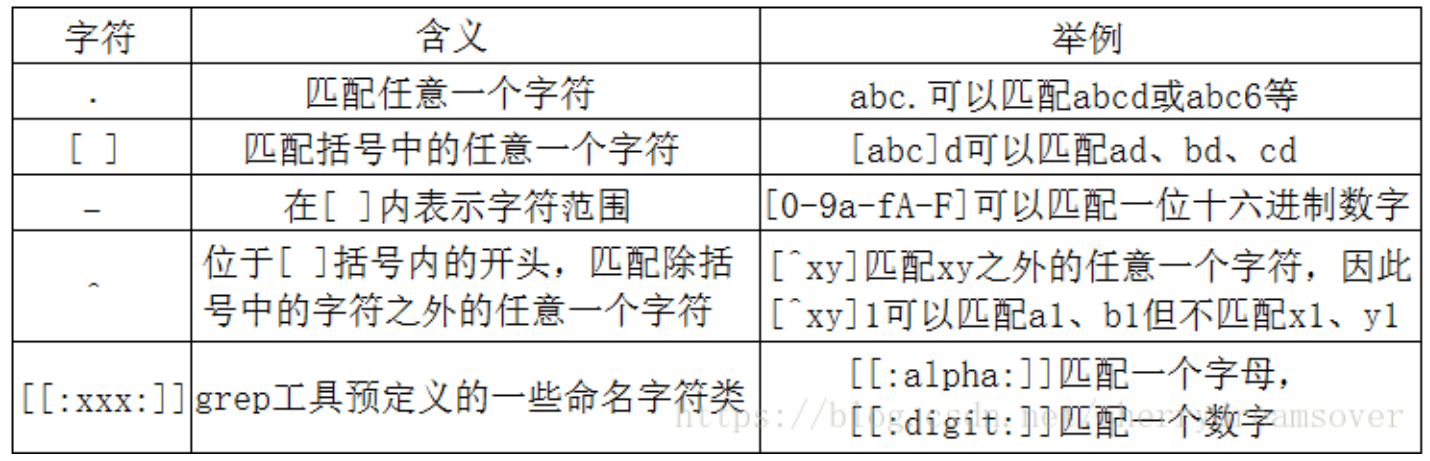 字符 含义 举例
. 匹配任意一个字符 abc.可以匹配abcd或abc6等
[ ] 匹配括号中的任意一个字符 [abc]d可以匹配ad、bd、cd
- 在[ ]内表示字符范围 [0-9a-fA-F]可以匹配一位十六进制数字
^ 位于[ ]括号内的开头，匹配除括 [^xy]匹配xy之外的任意一个字符，因此
号中的字符之外的任意一个字符 [^xy]1可以匹配a1、b1但不匹配x1、y1
[[:xxx:]] grep工具预定义的一些命名字符类 [[:alpha:]]匹配一个字母，
[[:digit:]]匹配一个数字